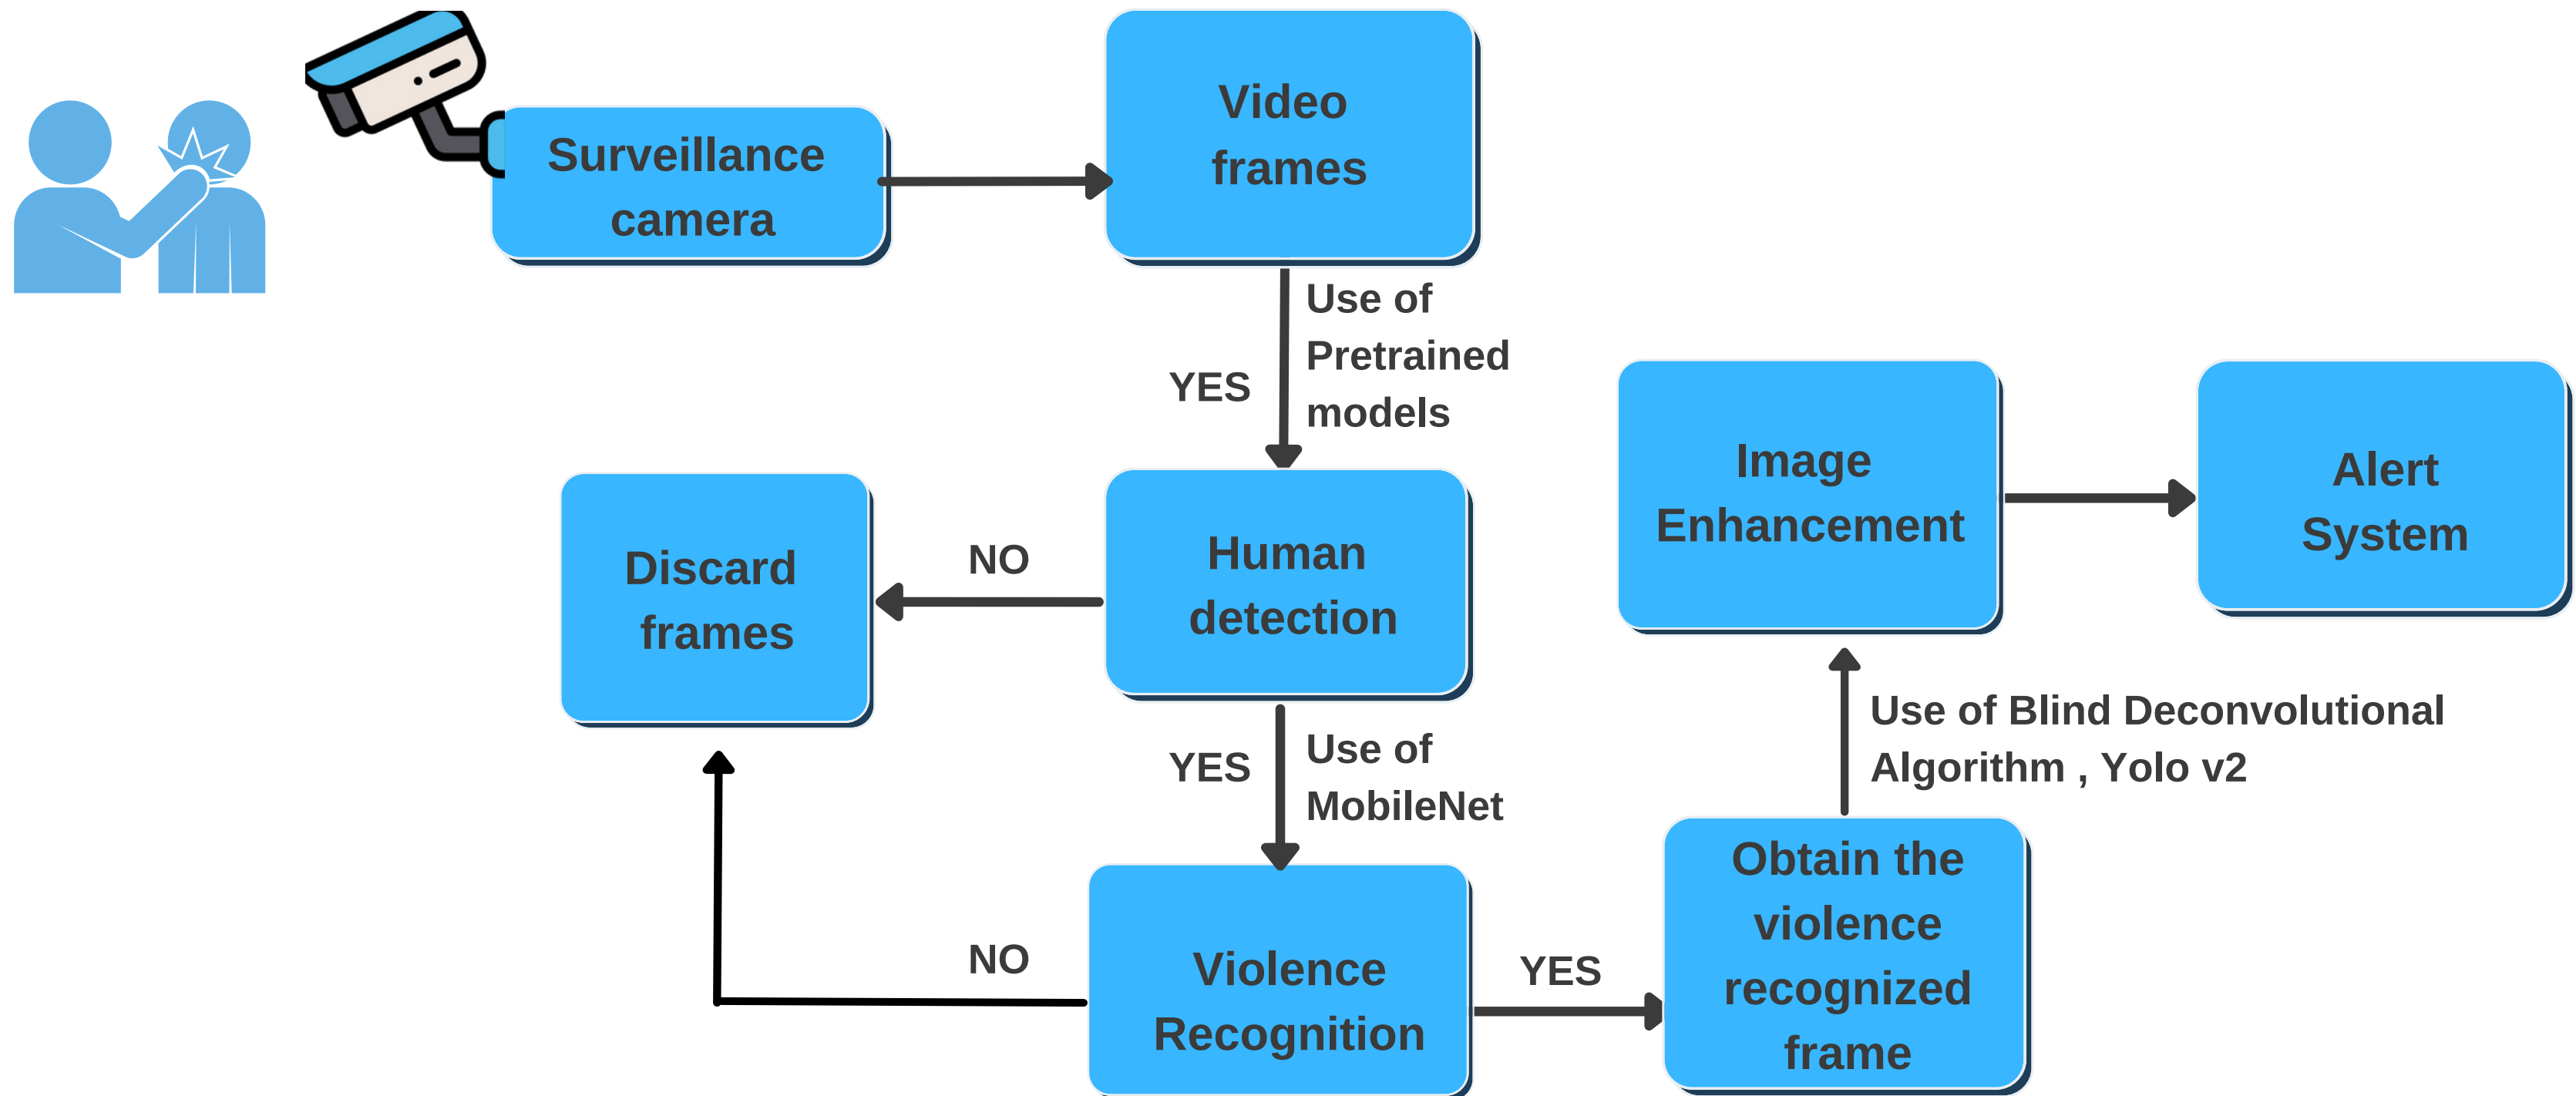 Surveillance
camera
Video
frames
YES
Use of
Pretrained
models
Human
detection
NO
Discard
frames
YES
Use of
MobileNet
Violence
Recognition
NO
YES
Obtain the
violence
recognized
frame
Use of Blind Deconvolutional
Algorithm , Yolo v2
Image
Enhancement
Alert
System